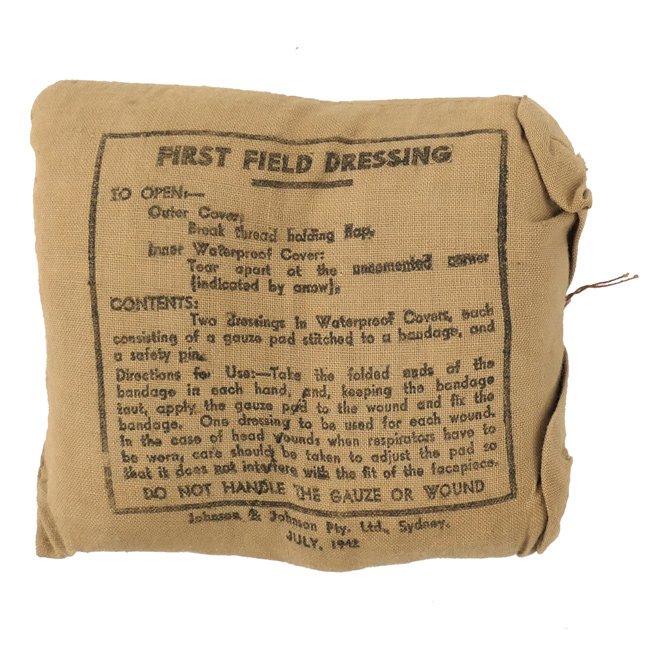 FIRST FIELD DRESSING
TO OPEN:—
Outer Cover:
Break thread holding flap.
Inner Waterproof Cover:
Tear apart at the uncemented corner
(indicated by arrow).
CONTENTS:
Two dressings in Waterproof Covers, each
consisting of a gauze pad stitched to a bandage, and
a safety pin.
Directions for Use:—Take the folded ends of the
bandage in each hand, and, keeping the bandage
taut, apply the gauze pad to the wound and fix the
bandage. One dressing to be used for each wound.
In the case of head wounds when respirators have to
be worn, care should be taken to adjust the pad so
that it does not interfere with the fit of the facepiece.
DO NOT HANDLE THE GAUZE OR WOUND
Johnson & Johnson Pty. Ltd., Sydney.
JULY, 1942